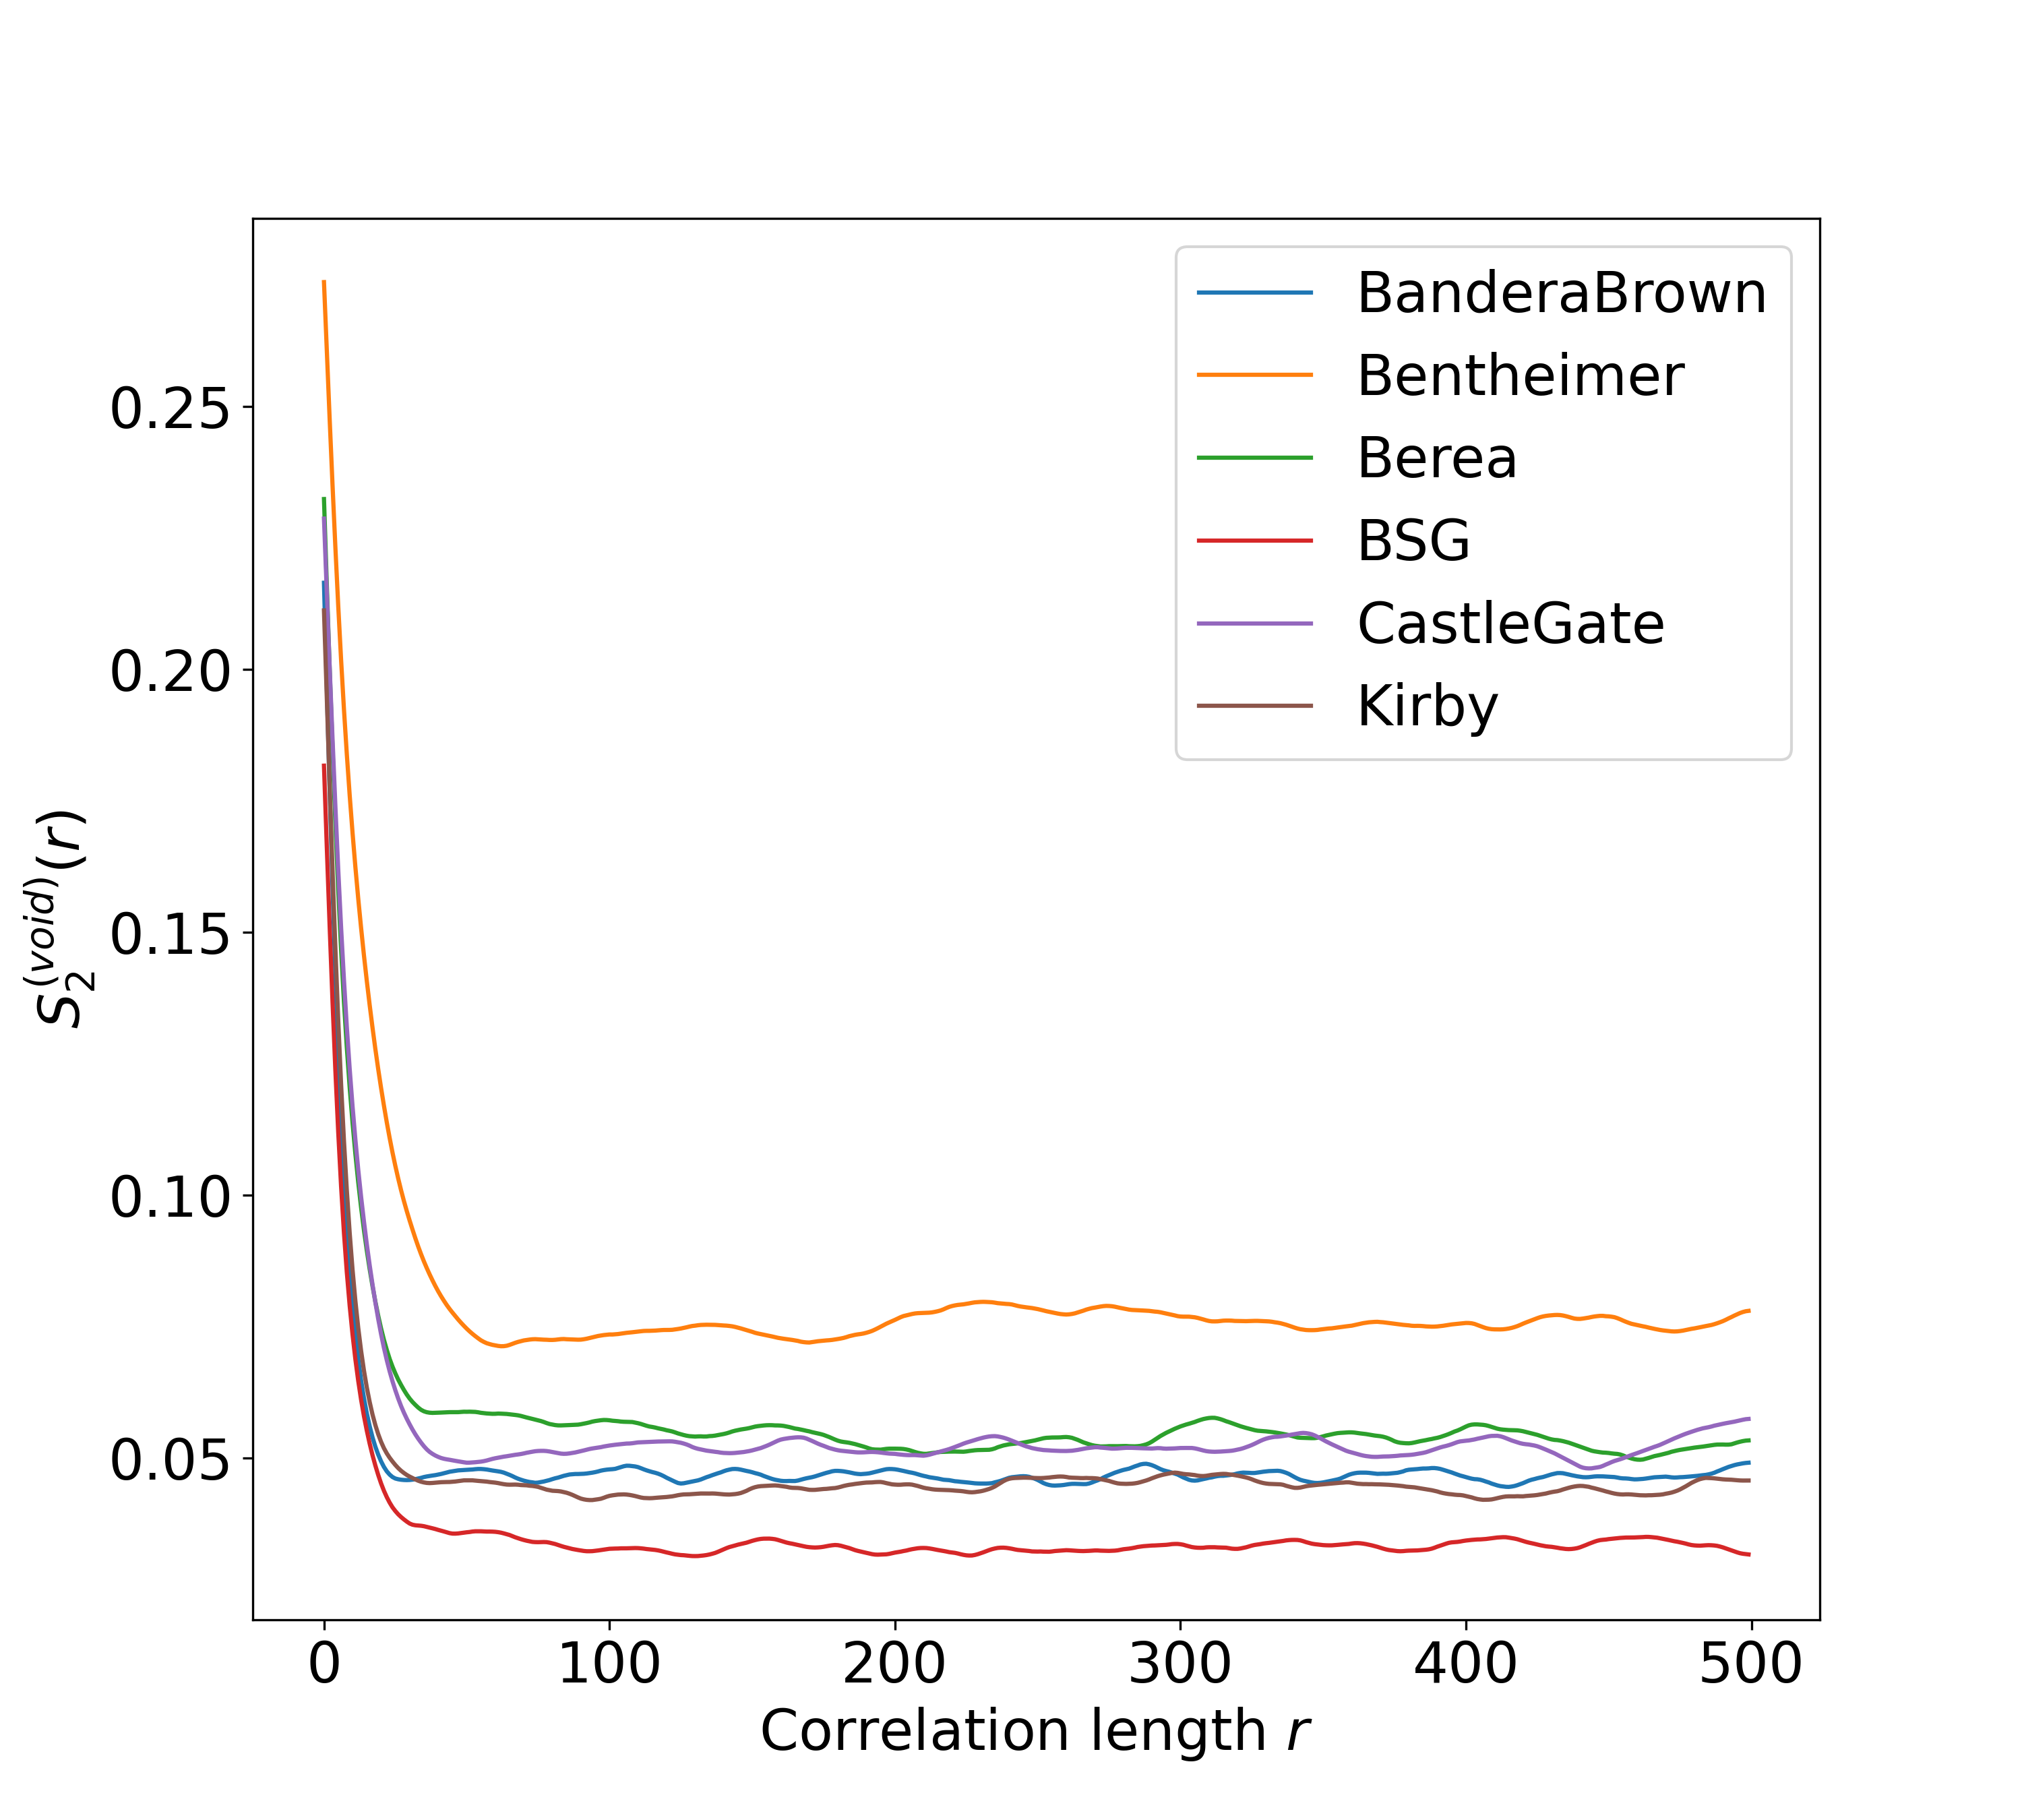 BanderaBrown
Bentheimer
Berea
BSG
CastleGate
Kirby
0.25
0.20
0.15
0.10
0.05
S₂⁽ᵛᵒⁱᵈ⁾(r)
0 100 200 300 400 500
Correlation length r